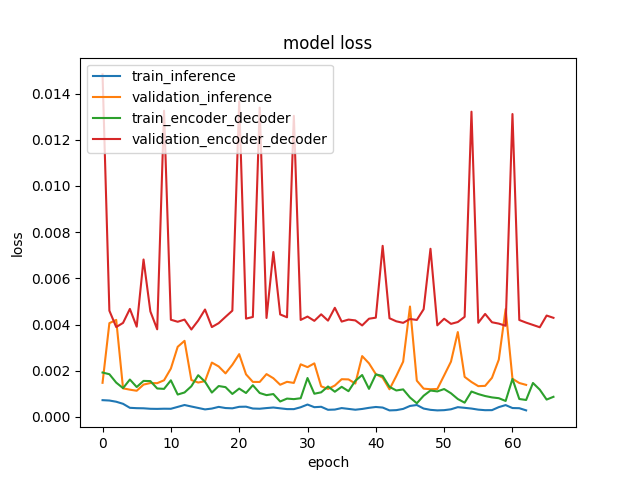 model loss
train_inference
validation_inference
train_encoder_decoder
validation_encoder_decoder
0.014
0.012
0.010
0.008
0.006
0.004
0.002
0.000
loss
0 10 20 30 40 50 60
epoch